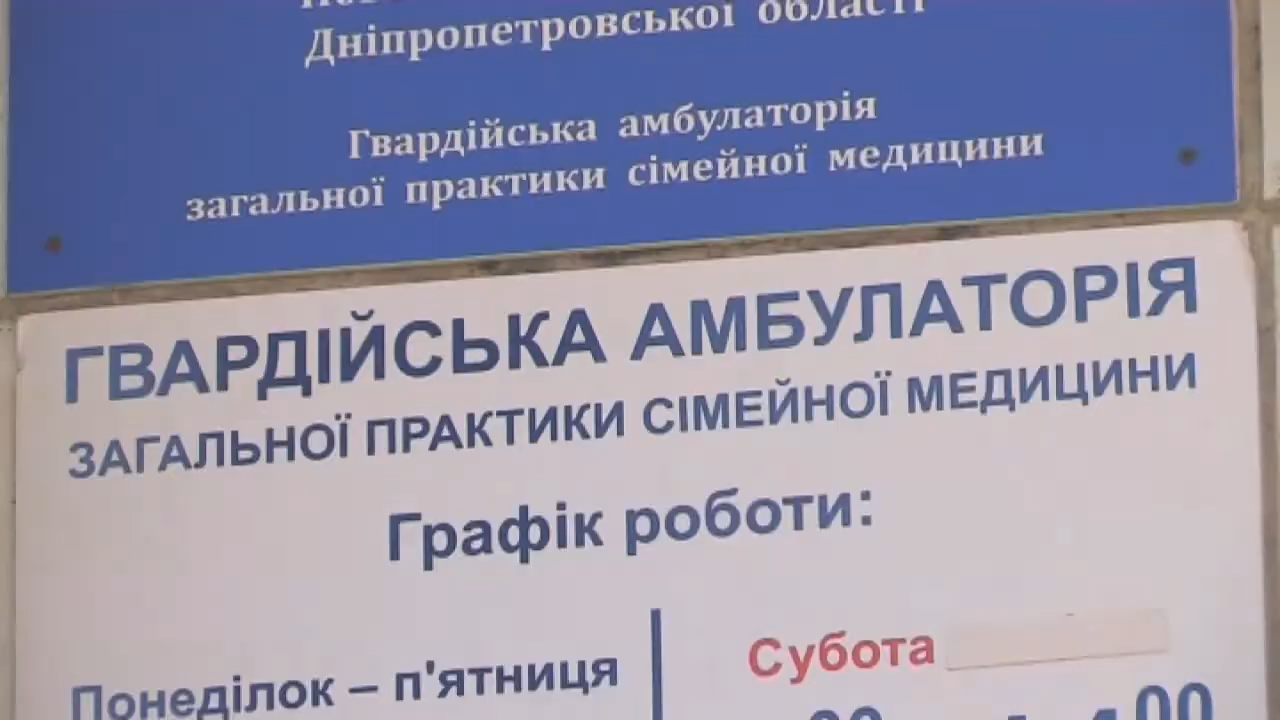 Дніпропетровської області
Гвардійська амбулаторія
загальної практики сімейної медицини
ГВАРДІЙСЬКА АМБУЛАТОРІЯ
ЗАГАЛЬНОЇ ПРАКТИКИ СІМЕЙНОЇ МЕДИЦИНИ
Графік роботи:
Понеділок – п'ятниця
Субота